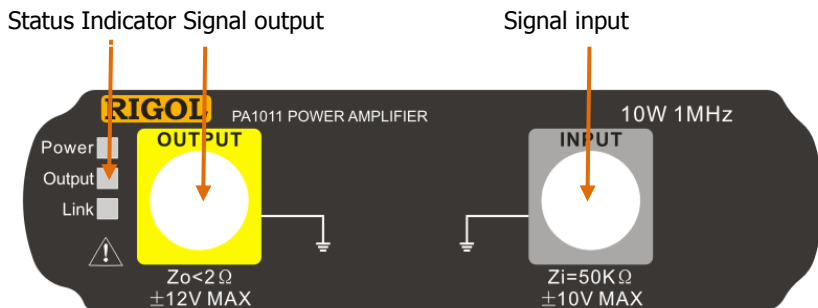 Status Indicator Signal output
Signal input
RIGOL PA1011 POWER AMPLIFIER
10W 1MHz
Power
Output
Link
OUTPUT
Zo<2Ω
±12V MAX
INPUT
Zi=50KΩ
±10V MAX